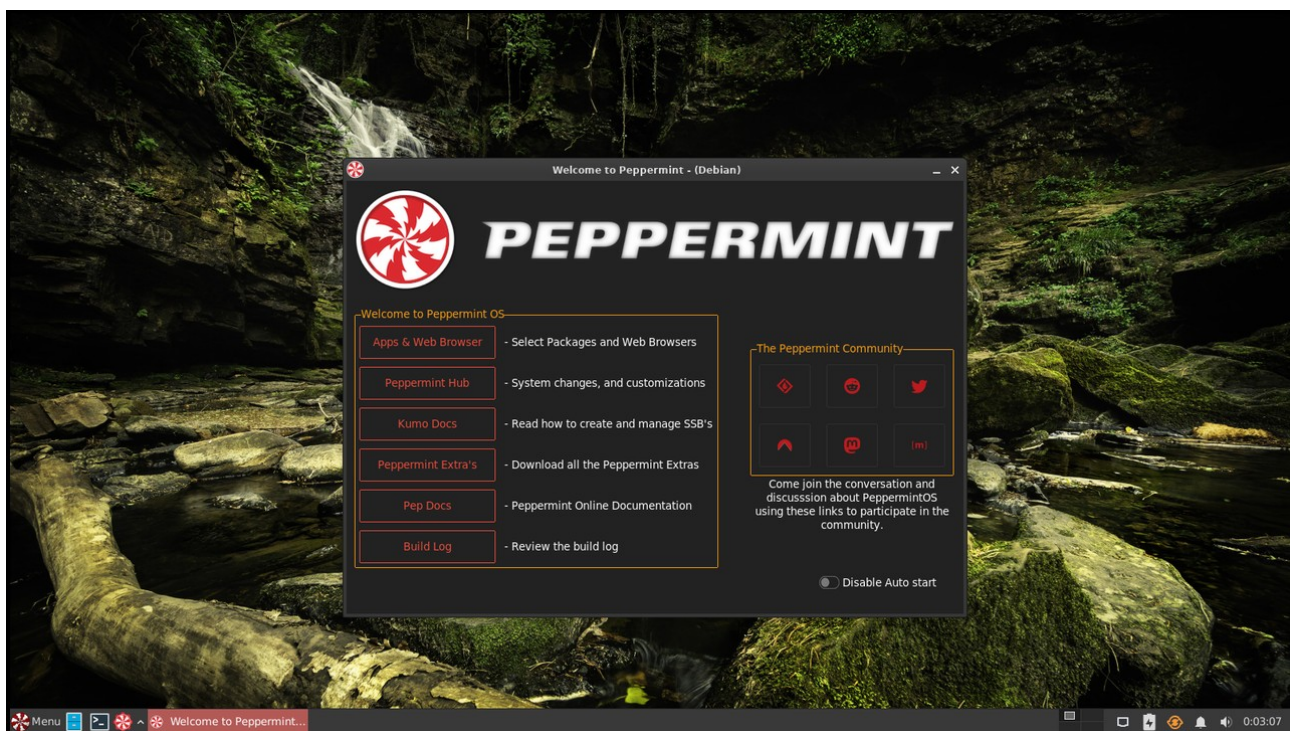 Welcome to Peppermint - (Debian)
PEPPERMINT
Welcome to Peppermint OS
Apps & Web Browser - Select Packages and Web Browsers
Peppermint Hub - System changes, and customizations
Kumo Docs - Read how to create and manage SSB's
Peppermint Extra's - Download all the Peppermint Extras
Pep Docs - Peppermint Online Documentation
Build Log - Review the build log
The Peppermint Community
[m]
Come join the conversation and
discusssion about PeppermintOS
using these links to participate in the
community.
Disable Auto start
Menu
Welcome to Peppermint...
0:03:07